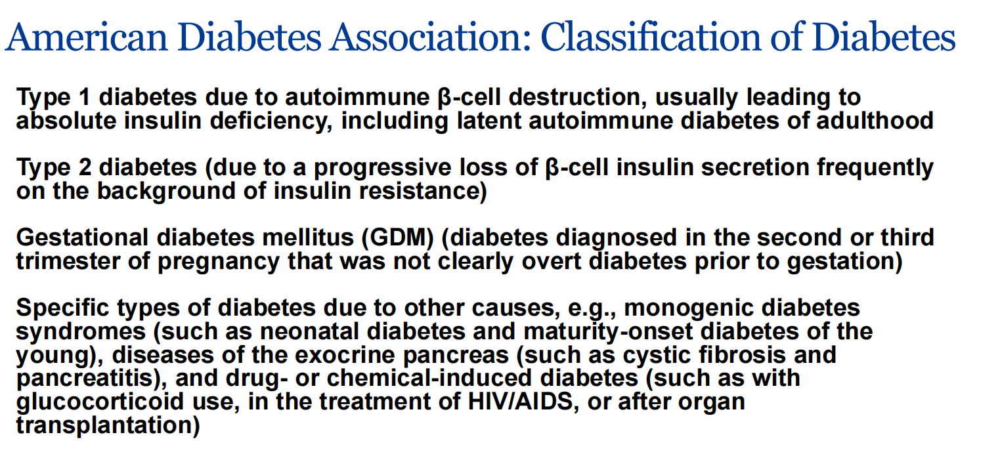 American Diabetes Association: Classification of Diabetes
Type 1 diabetes due to autoimmune β-cell destruction, usually leading to
absolute insulin deficiency, including latent autoimmune diabetes of adulthood
Type 2 diabetes (due to a progressive loss of β-cell insulin secretion frequently
on the background of insulin resistance)
Gestational diabetes mellitus (GDM) (diabetes diagnosed in the second or third
trimester of pregnancy that was not clearly overt diabetes prior to gestation)
Specific types of diabetes due to other causes, e.g., monogenic diabetes
syndromes (such as neonatal diabetes and maturity-onset diabetes of the
young), diseases of the exocrine pancreas (such as cystic fibrosis and
pancreatitis), and drug- or chemical-induced diabetes (such as with
glucocorticoid use, in the treatment of HIV/AIDS, or after organ
transplantation)